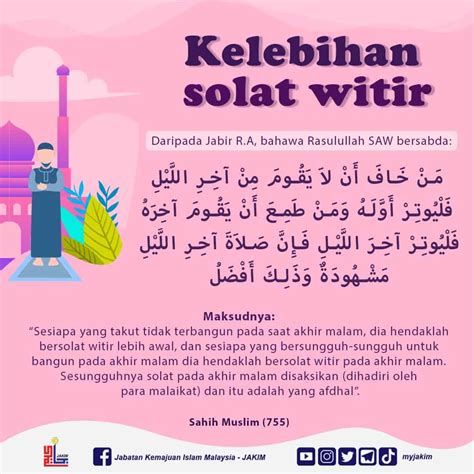 Kelebihan
solat witir
Daripada Jabir R.A, bahawa Rasulullah SAW bersabda:
مَنْ خَافَ أَنْ لاَ يَقُومَ مِنْ آخِرِ اللَّيْلِ
فَلْيُوتِرْ أَوَّلَهُ وَمَنْ طَمِعَ أَنْ يَقُومَ آخِرَهُ
فَلْيُوتِرْ آخِرَ اللَّيْلِ فَإِنَّ صَلاَةَ آخِرِ اللَّيْلِ
مَشْهُودَةٌ وَذَلِكَ أَفْضَلُ
Maksudnya:
“Sesiapa yang takut tidak terbangun pada saat akhir malam, dia hendaklah
bersolat witir lebih awal, dan sesiapa yang bersungguh-sungguh untuk
bangun pada akhir malam dia hendaklah bersolat witir pada akhir malam.
Sesungguhnya solat pada akhir malam disaksikan (dihadiri oleh
para malaikat) dan itu adalah yang afdhal”.
Sahih Muslim (755)
JAKIM
Jabatan Kemajuan Islam Malaysia - JAKIM
myjakim